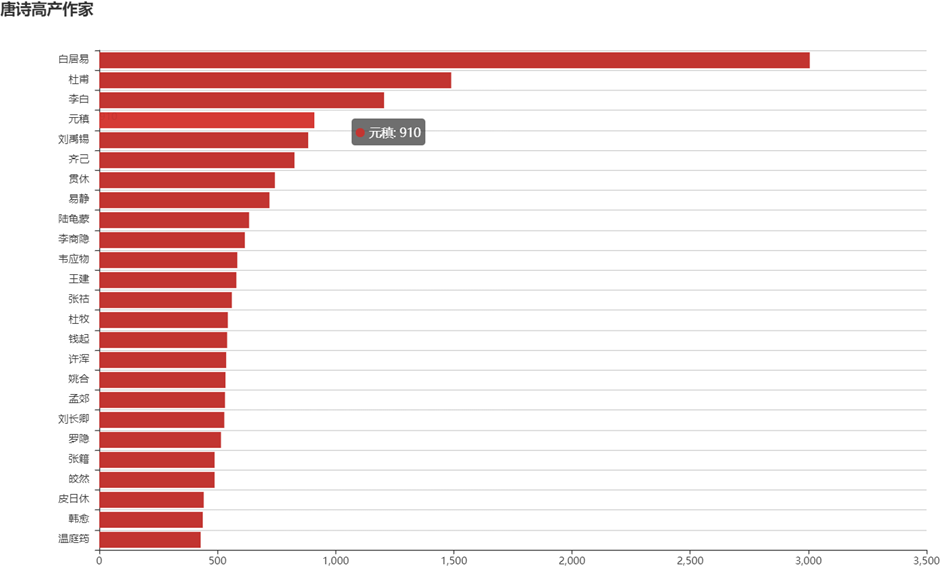 唐诗高产作家
白居易
杜甫
李白
元稹
元稹: 910
刘禹锡
齐己
贯休
易静
陆龟蒙
李商隐
韦应物
王建
张祜
杜牧
钱起
许浑
姚合
孟郊
刘长卿
罗隐
张籍
皎然
皮日休
韩愈
温庭筠
0 500 1,000 1,500 2,000 2,500 3,000 3,500